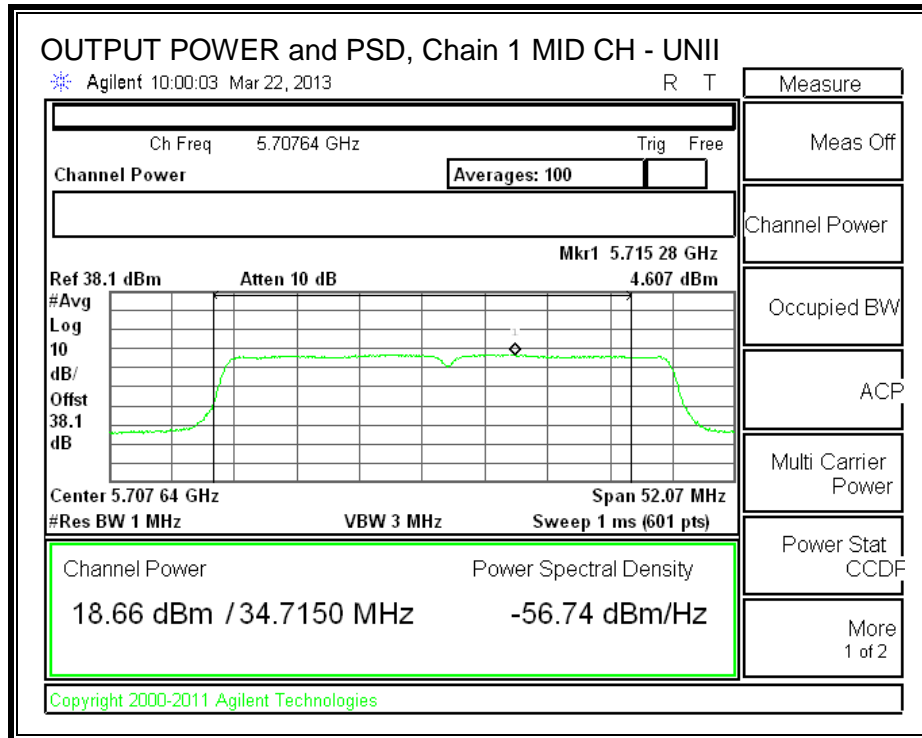 OUTPUT POWER and PSD, Chain 1 MID CH - UNII
Agilent 10:00:03 Mar 22, 2013 R T
Measure
Meas Off
Channel Power
Occupied BW
ACP
Multi Carrier
Power
Power Stat
CCDF
More
1 of 2
Ch Freq 5.70764 GHz Trig Free
Channel Power Averages: 100
Mkr1 5.715 28 GHz
Ref 38.1 dBm Atten 10 dB 4.607 dBm
#Avg
Log
10
dB/
Offst
38.1
dB
1
Center 5.707 64 GHz Span 52.07 MHz
#Res BW 1 MHz VBW 3 MHz Sweep 1 ms (601 pts)
Channel Power Power Spectral Density
18.66 dBm / 34.7150 MHz -56.74 dBm/Hz
Copyright 2000-2011 Agilent Technologies